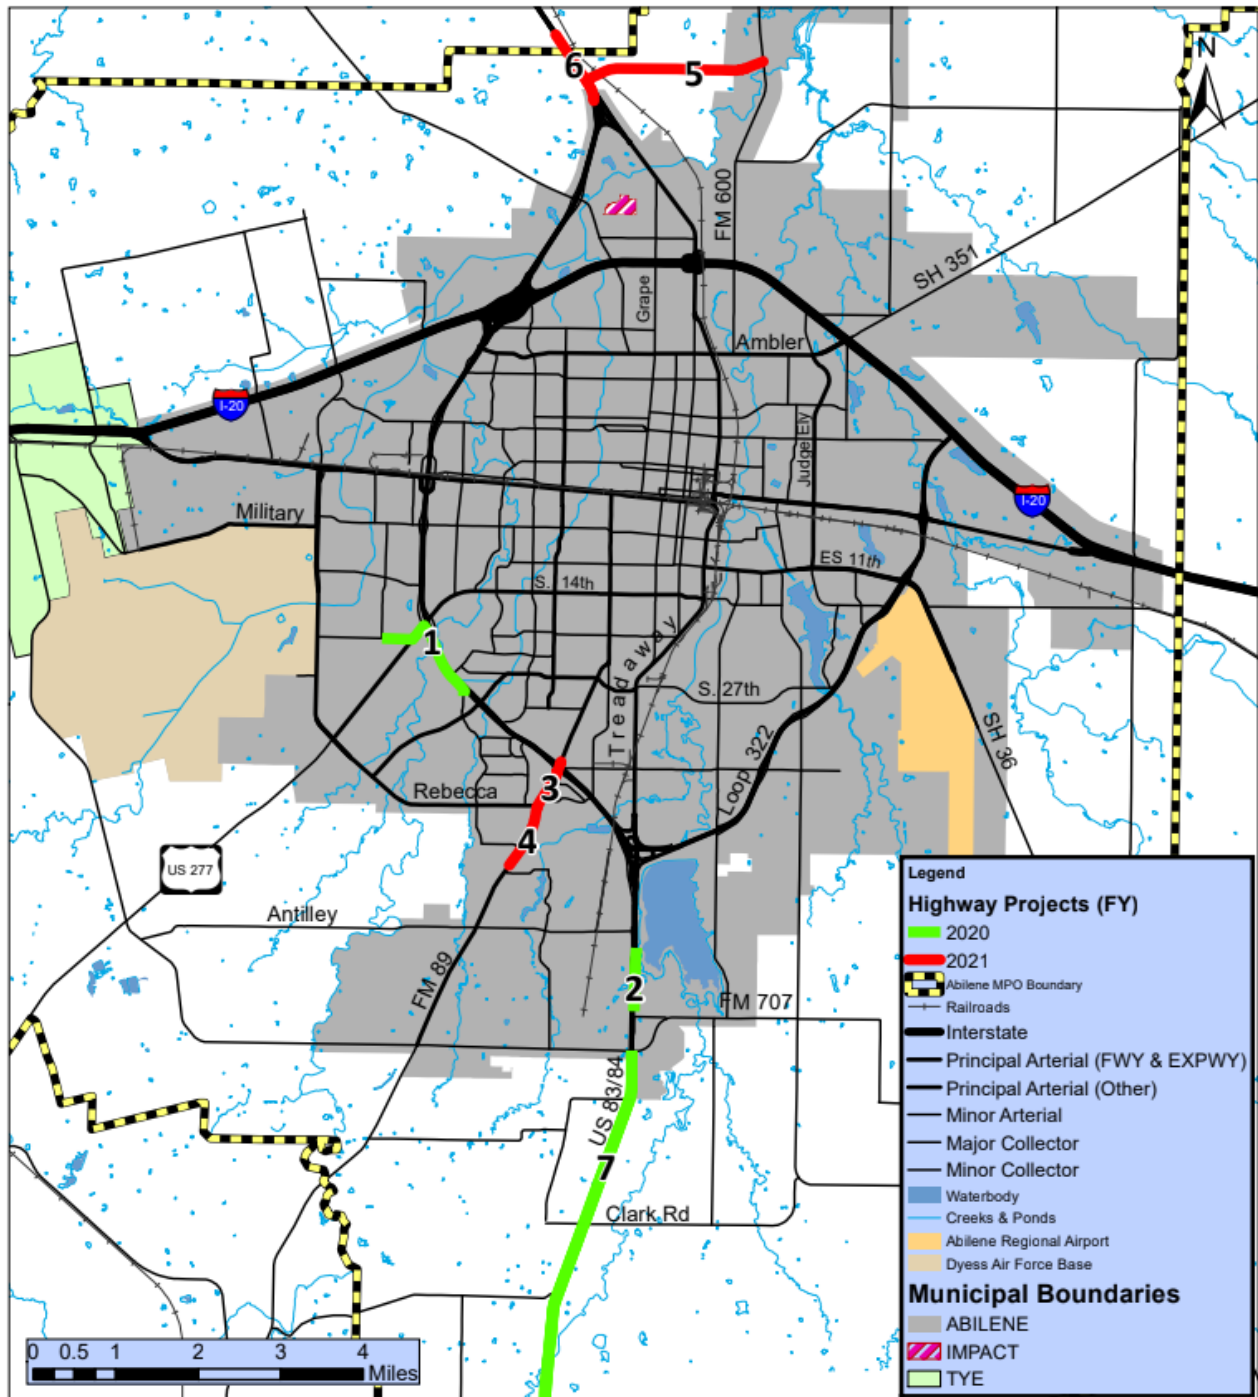 6
5
N
FM 600
SH 351
Grape
Ambler
I-20
Judge Ely
I-20
Military
ES 11th
S. 14th
1
Treadaway
S. 27th
SH 36
Loop 322
3
Rebecca
4
US 277
Antilley
FM 89
2
FM 707
US 83/84
7
Clark Rd
0 0.5 1 2 3 4
Miles
Legend
Highway Projects (FY)
2020
2021
Abilene MPO Boundary
Railroads
Interstate
Principal Arterial (FWY & EXPWY)
Principal Arterial (Other)
Minor Arterial
Major Collector
Minor Collector
Waterbody
Creeks & Ponds
Abilene Regional Airport
Dyess Air Force Base
Municipal Boundaries
ABILENE
IMPACT
TYE